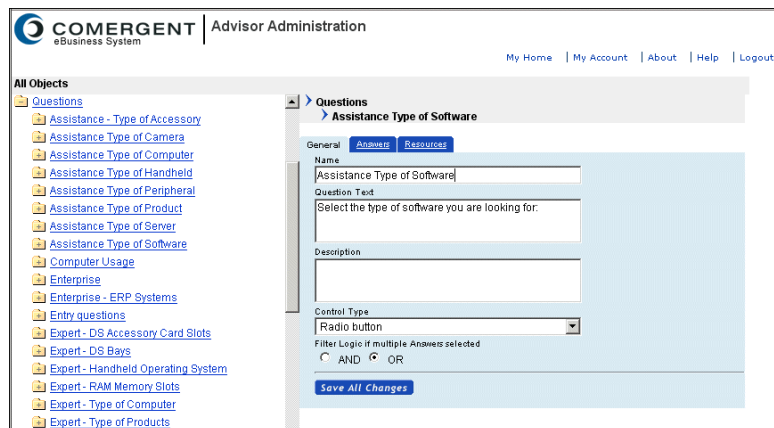 COMERGENT
eBusiness System
Advisor Administration
My Home | My Account | About | Help | Logout
All Objects
Questions
Assistance - Type of Accessory
Assistance Type of Camera
Assistance Type of Computer
Assistance Type of Handheld
Assistance Type of Peripheral
Assistance Type of Product
Assistance Type of Server
Assistance Type of Software
Computer Usage
Enterprise
Enterprise - ERP Systems
Entry questions
Expert - DS Accessory Card Slots
Expert - DS Bays
Expert - Handheld Operating System
Expert - RAM Memory Slots
Expert - Type of Computer
Expert - Type of Products
Questions
Assistance Type of Software
General Answers Resources
Name
Assistance Type of Software
Question Text
Select the type of software you are looking for:
Description
Control Type
Radio button
Filter Logic if multiple Answers selected
AND OR
Save All Changes